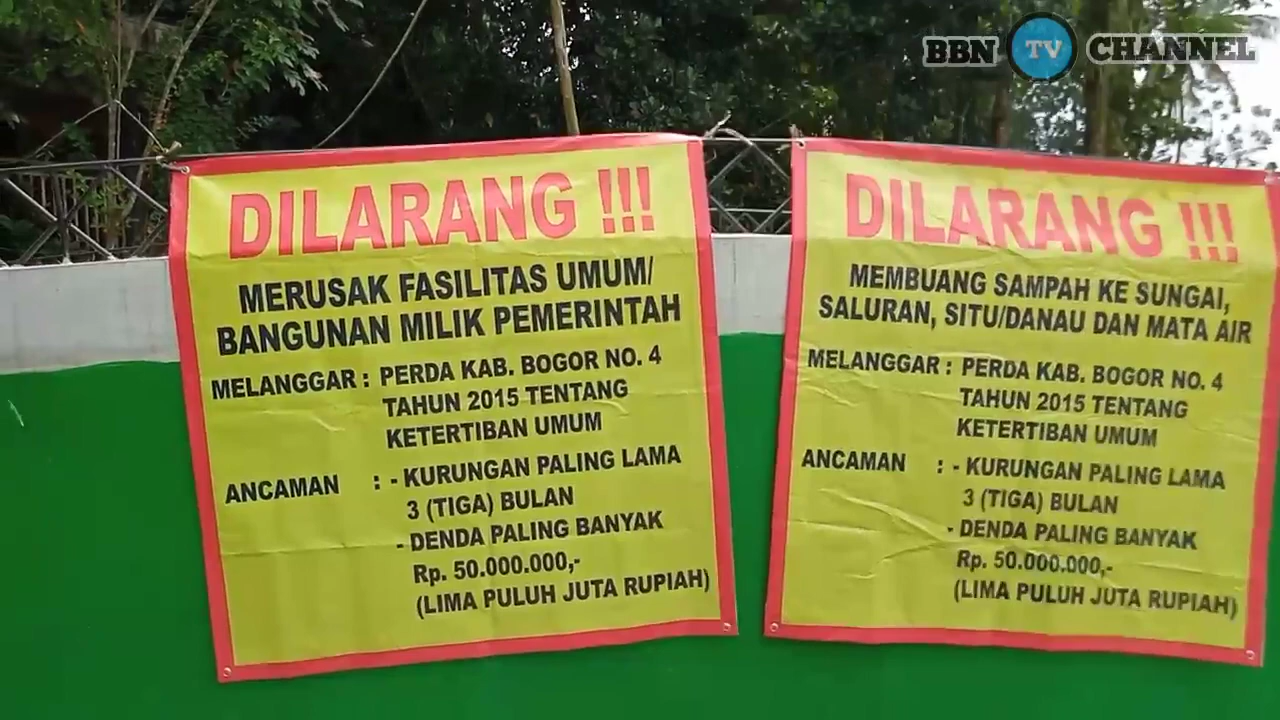 BBN TV CHANNEL
DILARANG !!!
MERUSAK FASILITAS UMUM/
BANGUNAN MILIK PEMERINTAH
MELANGGAR : PERDA KAB. BOGOR NO. 4
TAHUN 2015 TENTANG
KETERTIBAN UMUM
ANCAMAN : - KURUNGAN PALING LAMA
3 (TIGA) BULAN
- DENDA PALING BANYAK
Rp. 50.000.000,-
(LIMA PULUH JUTA RUPIAH)
DILARANG !!!
MEMBUANG SAMPAH KE SUNGAI,
SALURAN, SITU/DANAU DAN MATA AIR
MELANGGAR : PERDA KAB. BOGOR NO. 4
TAHUN 2015 TENTANG
KETERTIBAN UMUM
ANCAMAN : - KURUNGAN PALING LAMA
3 (TIGA) BULAN
- DENDA PALING BANYAK
Rp. 50.000.000,-
(LIMA PULUH JUTA RUPIAH)